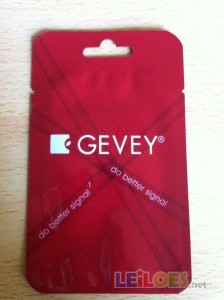 GEVEY®
do better signal
do better signal
LEILOES.net